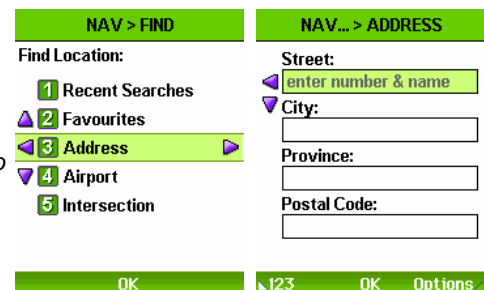 NAV > FIND
Find Location:
1 Recent Searches
2 Favourites
3 Address
4 Airport
5 Intersection
OK
NAV... > ADDRESS
Street:
enter number & name
City:
Province:
Postal Code:
123 OK Options